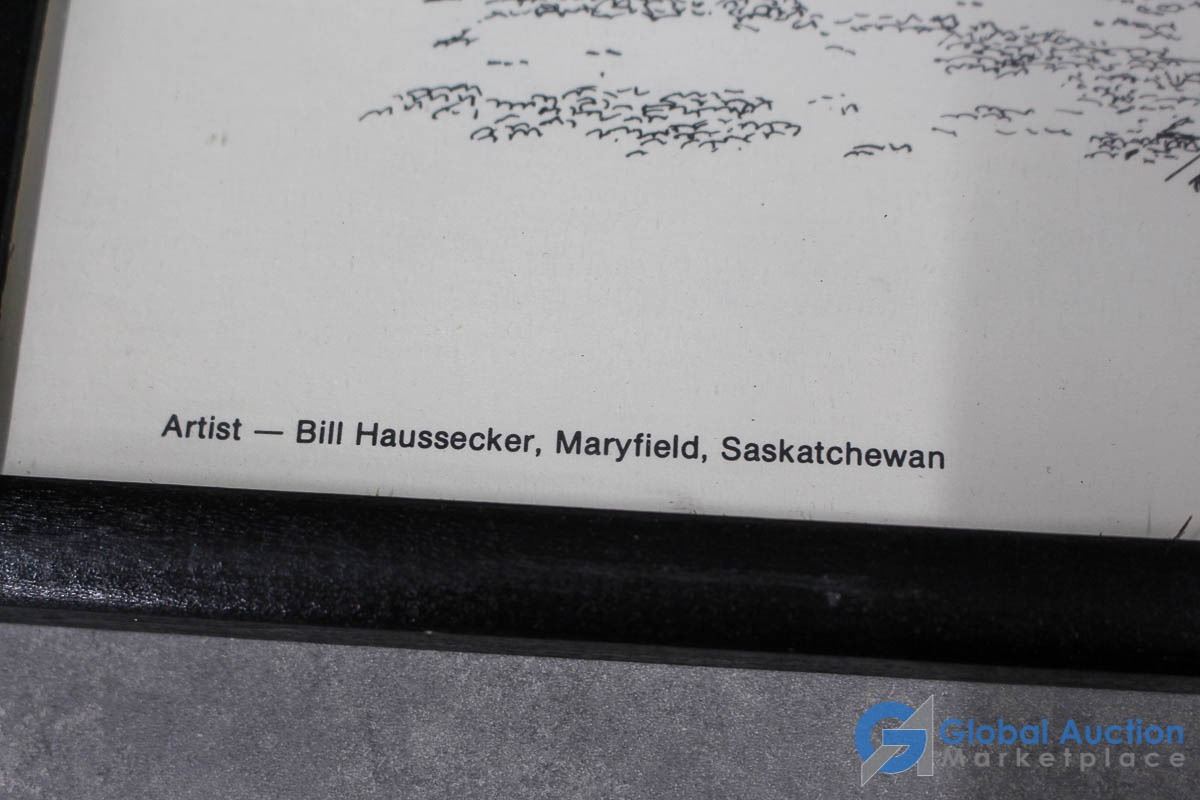 Artist — Bill Haussecker, Maryfield, Saskatchewan
Global Auction
Marketplace